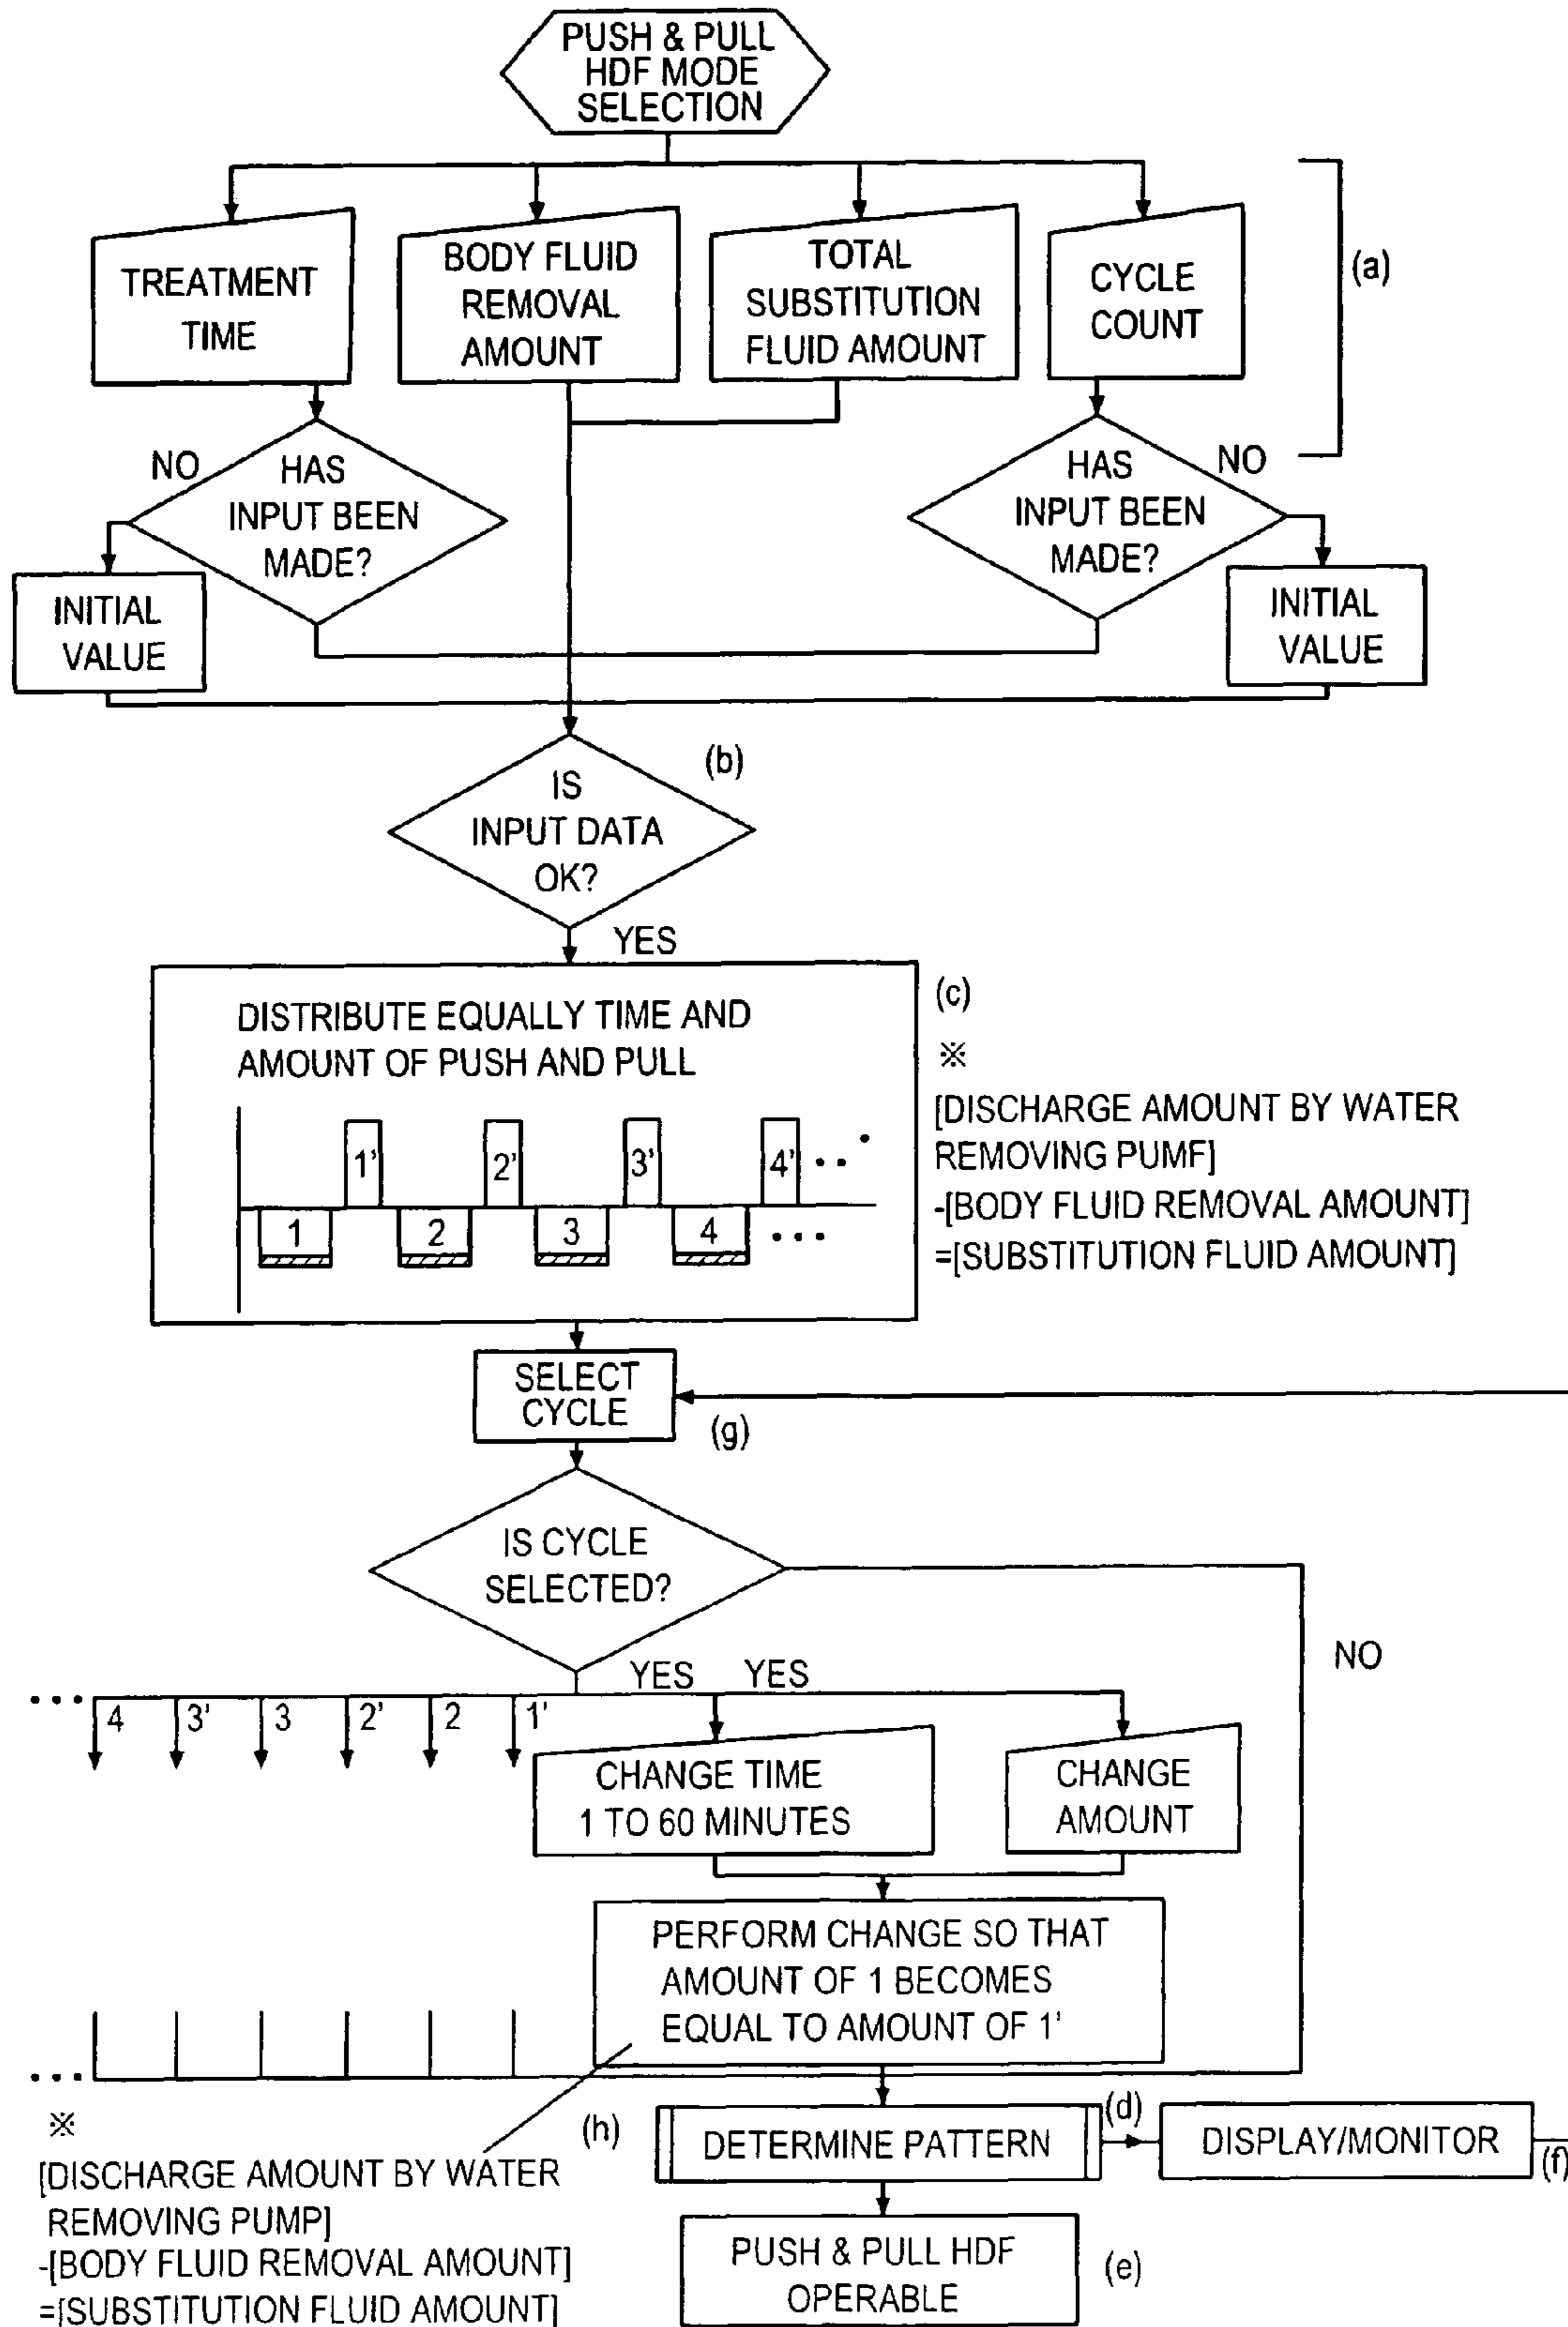 PUSH & PULL
HDF MODE
SELECTION
TREATMENT
TIME
BODY FLUID
REMOVAL
AMOUNT
TOTAL
SUBSTITUTION
FLUID AMOUNT
CYCLE
COUNT
(a)
NO
HAS
INPUT BEEN
MADE?
HAS
INPUT BEEN
MADE?
NO
INITIAL
VALUE
INITIAL
VALUE
(b)
IS
INPUT DATA
OK?
YES
DISTRIBUTE EQUALLY TIME AND
AMOUNT OF PUSH AND PULL
1' 2' 3' 4' ...
1 2 3 4 ...
(c)
※
[DISCHARGE AMOUNT BY WATER
REMOVING PUMF]
-[BODY FLUID REMOVAL AMOUNT]
=[SUBSTITUTION FLUID AMOUNT]
SELECT
CYCLE
(g)
IS CYCLE
SELECTED?
NO
YES YES
... 4 3' 3 2' 2 1'
CHANGE TIME
1 TO 60 MINUTES
CHANGE
AMOUNT
PERFORM CHANGE SO THAT
AMOUNT OF 1 BECOMES
EQUAL TO AMOUNT OF 1'
...
※
[DISCHARGE AMOUNT BY WATER
REMOVING PUMP]
-[BODY FLUID REMOVAL AMOUNT]
=[SUBSTITUTION FLUID AMOUNT]
(h)
DETERMINE PATTERN
(d)
DISPLAY/MONITOR
(f)
PUSH & PULL HDF
OPERABLE
(e)